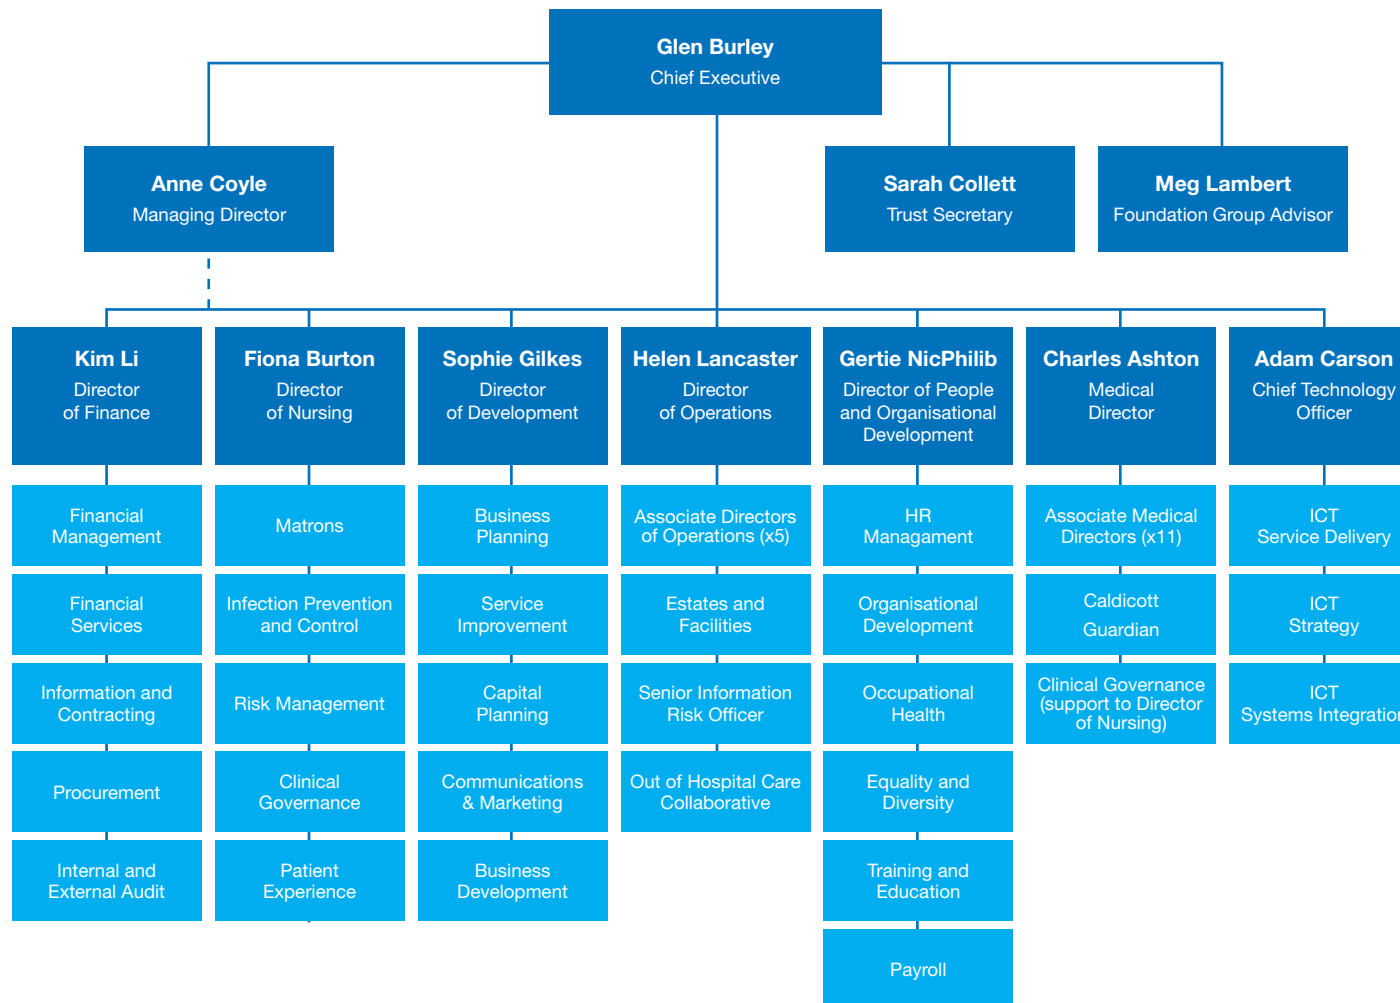 Glen Burley
Chief Executive
Anne Coyle
Managing Director
Sarah Collett
Trust Secretary
Meg Lambert
Foundation Group Advisor
Kim Li
Director
of Finance
Financial
Management
Financial
Services
Information and
Contracting
Procurement
Internal and
External Audit
Fiona Burton
Director
of Nursing
Matrons
Infection Prevention
and Control
Risk Management
Clinical
Governance
Patient
Experience
Sophie Gilkes
Director
of Development
Business
Planning
Service
Improvement
Capital
Planning
Communications
& Marketing
Business
Development
Helen Lancaster
Director
of Operations
Associate Directors
of Operations (x5)
Estates and
Facilities
Senior Information
Risk Officer
Out of Hospital Care
Collaborative
Gertie NicPhilib
Director of People
and Organisational
Development
HR
Managament
Organisational
Development
Occupational
Health
Equality and
Diversity
Training and
Education
Payroll
Charles Ashton
Medical
Director
Associate Medical
Directors (x11)
Caldicott
Guardian
Clinical Governance
(support to Director
of Nursing)
Adam Carson
Chief Technology
Officer
ICT
Service Delivery
ICT
Strategy
ICT
Systems Integration